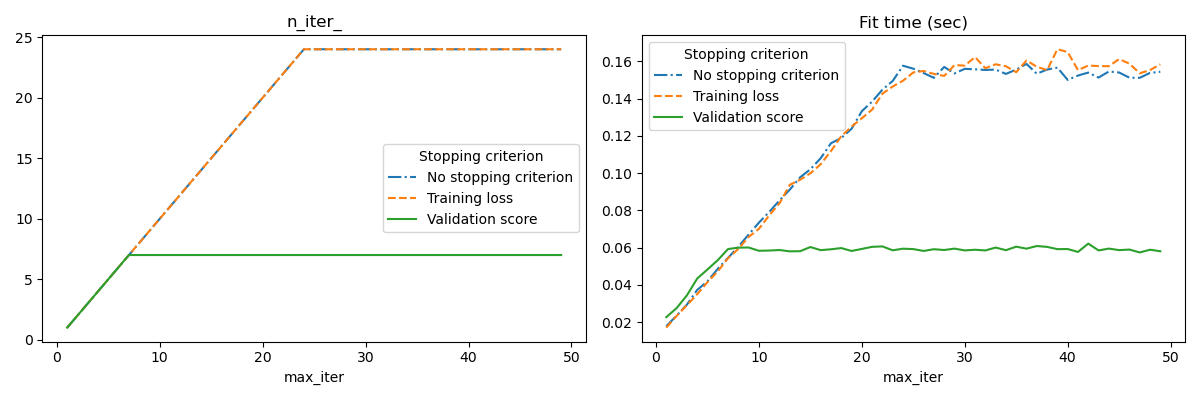 n_iter_
25
20
15
10
5
0
Stopping criterion
No stopping criterion
Training loss
Validation score
0 10 20 30 40 50
max_iter
Fit time (sec)
Stopping criterion
No stopping criterion
Training loss
Validation score
0.16
0.14
0.12
0.10
0.08
0.06
0.04
0.02
0 10 20 30 40 50
max_iter